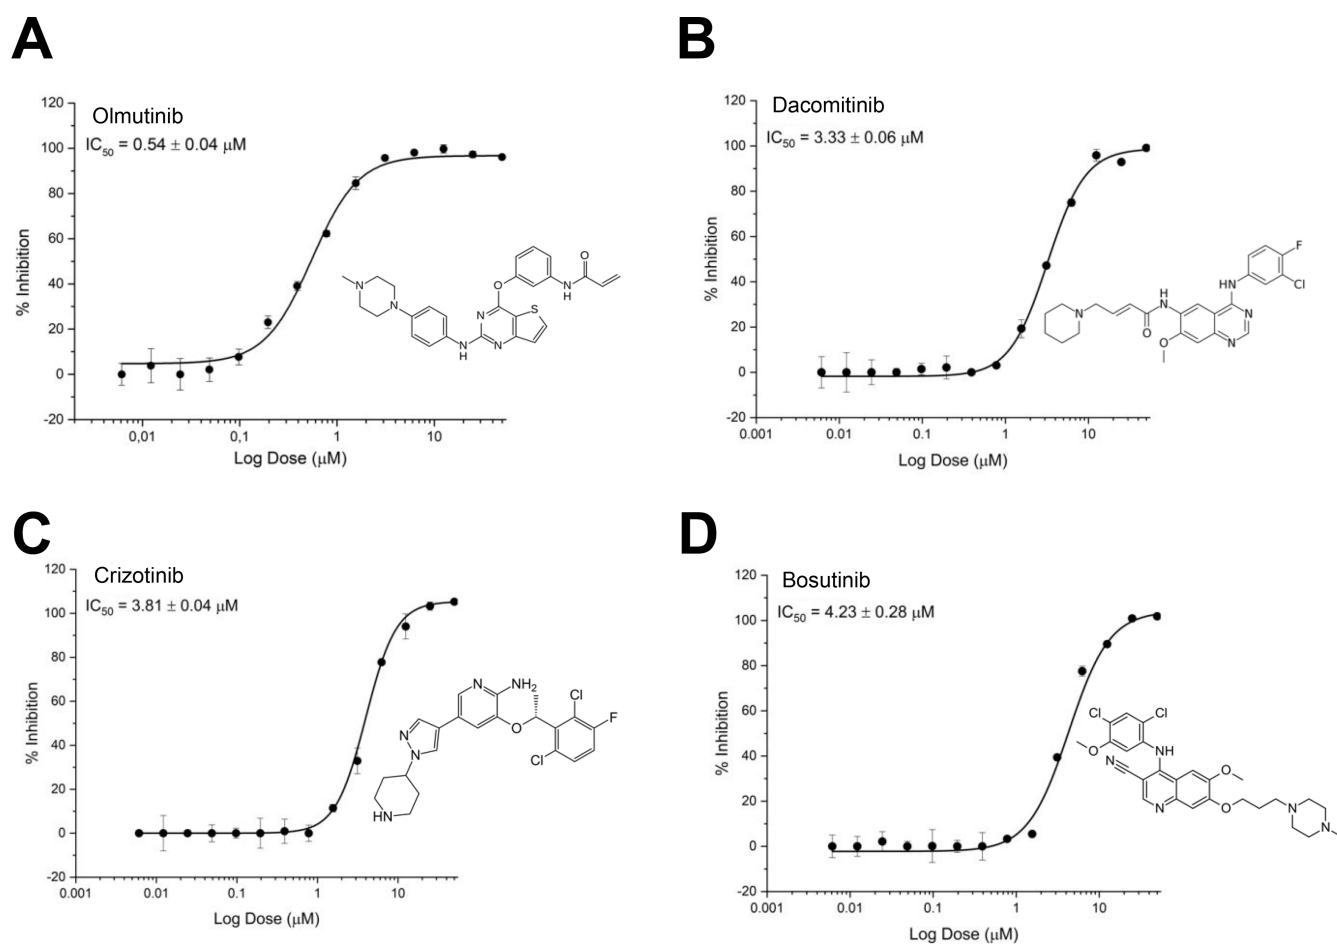 A
Olmutinib
IC50 = 0.54 ± 0.04 μM
120
100
80
60
40
20
0
-20
% Inhibition
0,01
0,1
1
10
Log Dose (μM)
N
N
N
H
N
N
O
S
N
H
O
B
Dacomitinib
IC50 = 3.33 ± 0.06 μM
120
100
80
60
40
20
0
-20
% Inhibition
0.001
0.01
0.1
1
10
Log Dose (μM)
N
O
H
N
O
HN
F
Cl
N
N
C
Crizotinib
IC50 = 3.81 ± 0.04 μM
120
100
80
60
40
20
0
-20
% Inhibition
0.001
0.01
0.1
1
10
Log Dose (μM)
N
NH2
O
Cl
F
Cl
N
N
HN
D
Bosutinib
IC50 = 4.23 ± 0.28 μM
120
100
80
60
40
20
0
-20
% Inhibition
0.001
0.01
0.1
1
10
Log Dose (μM)
Cl
Cl
O
NH
N
N
O
O
N
N